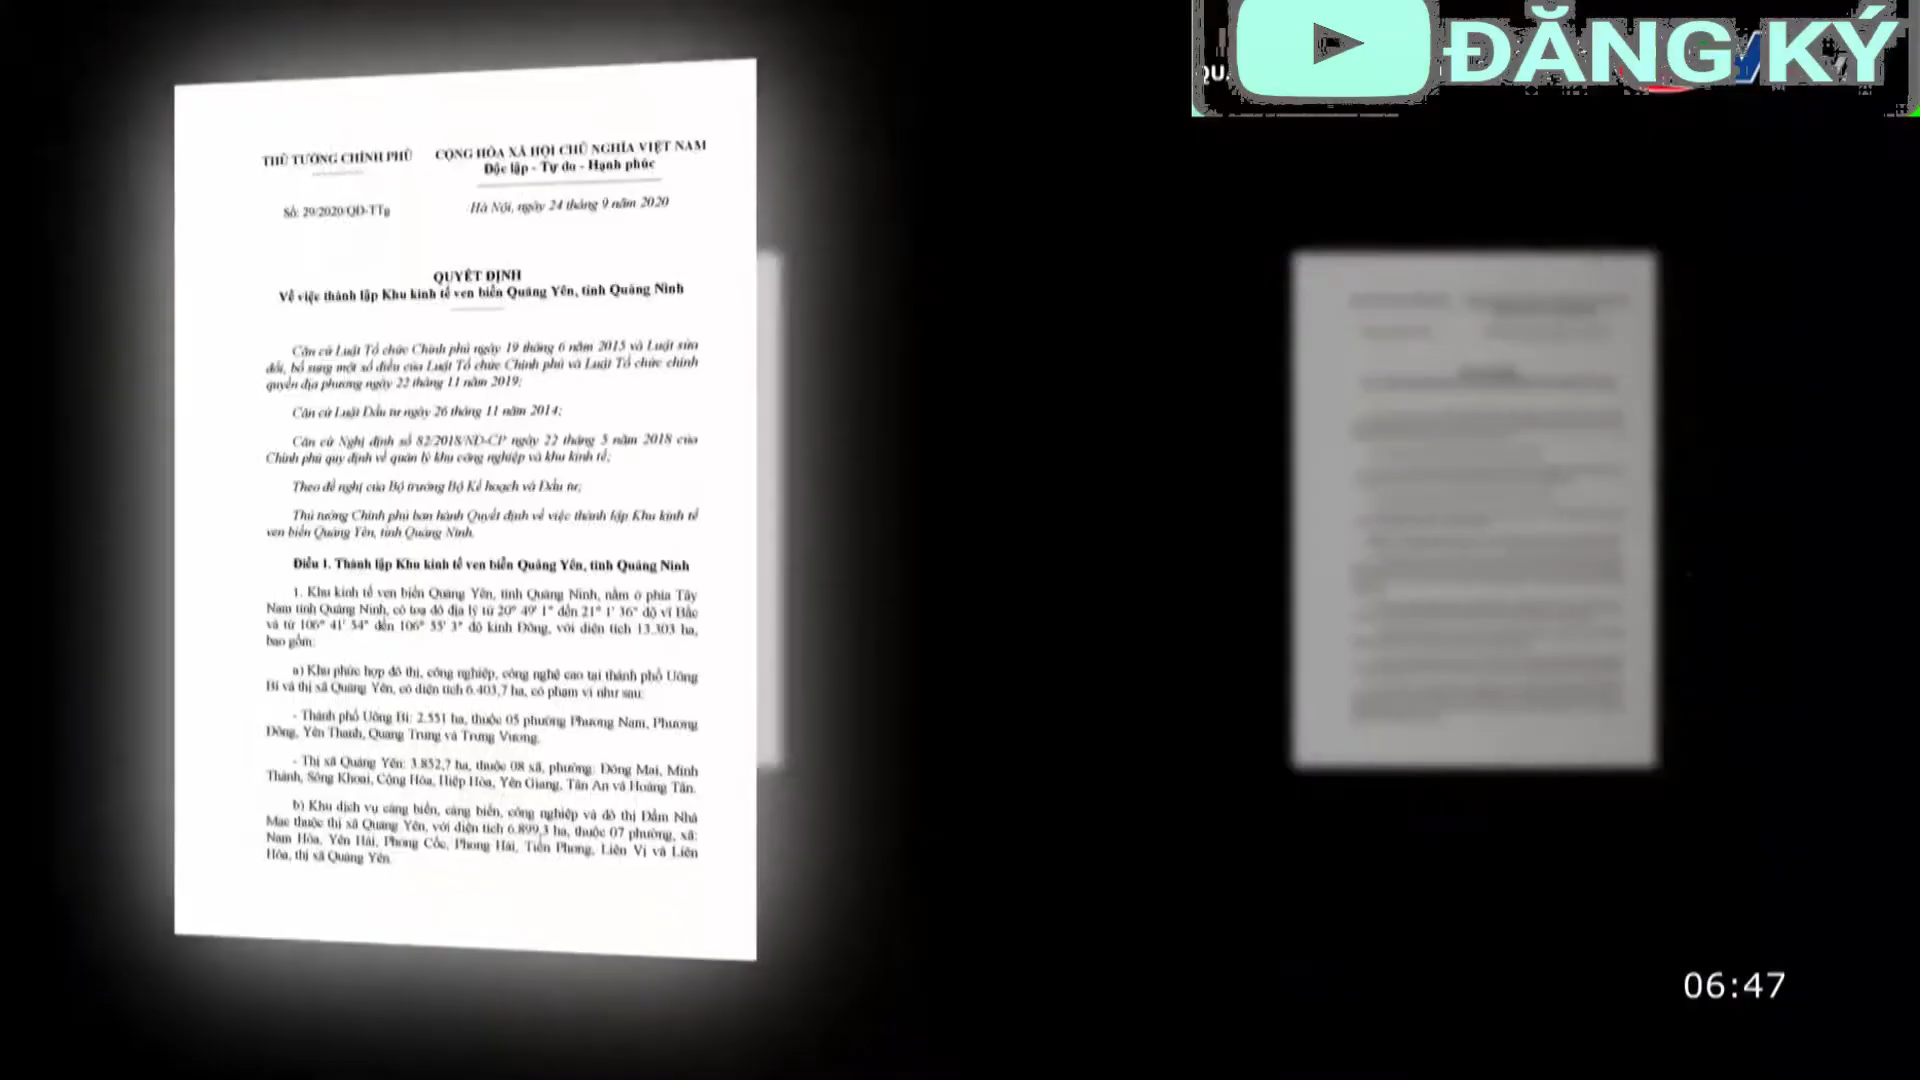 ĐĂNG KÝ
THỦ TƯỚNG CHÍNH PHỦ
CỘNG HÒA XÃ HỘI CHỦ NGHĨA VIỆT NAM
Độc lập - Tự do - Hạnh phúc
Số: 29/2020/QĐ-TTg
Hà Nội, ngày 24 tháng 9 năm 2020
QUYẾT ĐỊNH
Về việc thành lập Khu kinh tế ven biển Quảng Yên, tỉnh Quảng Ninh
Căn cứ Luật Tổ chức Chính phủ ngày 19 tháng 6 năm 2015 và Luật sửa
đổi, bổ sung một số điều của Luật Tổ chức Chính phủ và Luật Tổ chức chính
quyền địa phương ngày 22 tháng 11 năm 2019;
Căn cứ Luật Đầu tư ngày 26 tháng 11 năm 2014;
Căn cứ Nghị định số 82/2018/NĐ-CP ngày 22 tháng 5 năm 2018 của
Chính phủ quy định về quản lý khu công nghiệp và khu kinh tế;
Theo đề nghị của Bộ trưởng Bộ Kế hoạch và Đầu tư;
Thủ tướng Chính phủ ban hành Quyết định về việc thành lập Khu kinh tế
ven biển Quảng Yên, tỉnh Quảng Ninh.
Điều 1. Thành lập Khu kinh tế ven biển Quảng Yên, tỉnh Quảng Ninh
1. Khu kinh tế ven biển Quảng Yên, tỉnh Quảng Ninh, nằm ở phía Tây
Nam tỉnh Quảng Ninh, có toạ độ địa lý từ 20° 49' 1" đến 21° 1' 36" độ vĩ Bắc
và từ 106° 41' 54" đến 106° 55' 3" độ kinh Đông, với diện tích 13.303 ha,
bao gồm:
a) Khu phức hợp đô thị, công nghiệp, công nghệ cao tại thành phố Uông
Bí và thị xã Quảng Yên, có diện tích 6.403,7 ha, có phạm vi như sau:
- Thành phố Uông Bí: 2.551 ha, thuộc 05 phường Phương Nam, Phương
Đông, Yên Thanh, Quang Trung và Trưng Vương.
- Thị xã Quảng Yên: 3.852,7 ha, thuộc 08 xã, phường: Đông Mai, Minh
Thành, Sông Khoai, Cộng Hòa, Hiệp Hòa, Yên Giang, Tân An và Hoàng Tân.
b) Khu dịch vụ cảng biển, cảng biển, công nghiệp và đô thị Đầm Nhà
Mạc thuộc thị xã Quảng Yên, với diện tích 6.899,3 ha, thuộc 07 phường, xã:
Nam Hòa, Yên Hải, Phong Cốc, Phong Hải, Tiền Phong, Liên Vị và Liên
Hòa, thị xã Quảng Yên.
06:47